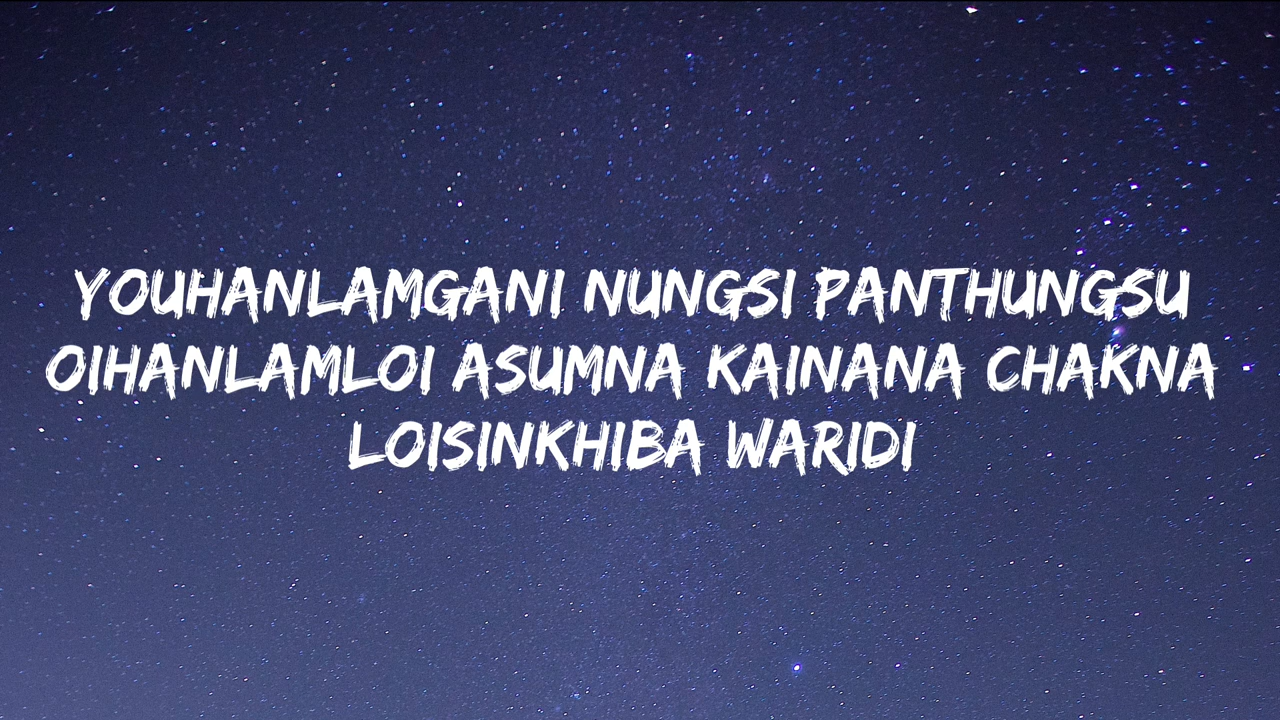 YOUHANLAMGANI NUNGSI PANTHUNGSU
OIHANLAMLOI ASUMNA KAINANA CHAKNA
LOISINKHIBA WARIDI